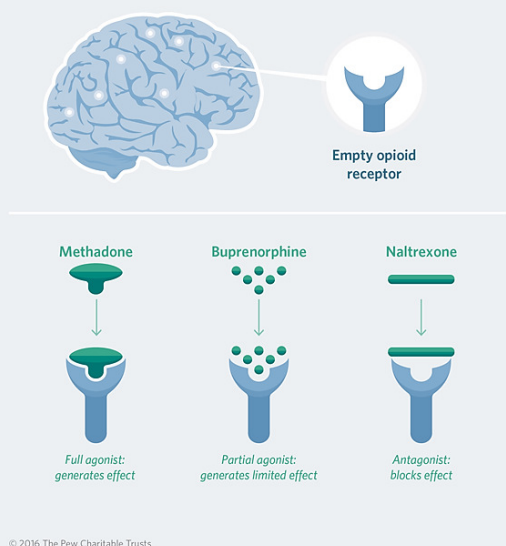 Empty opioid
receptor
Methadone
Buprenorphine
Naltrexone
Full agonist:
generates effect
Partial agonist:
generates limited effect
Antagonist:
blocks effect
© 2016 The Pew Charitable Trusts